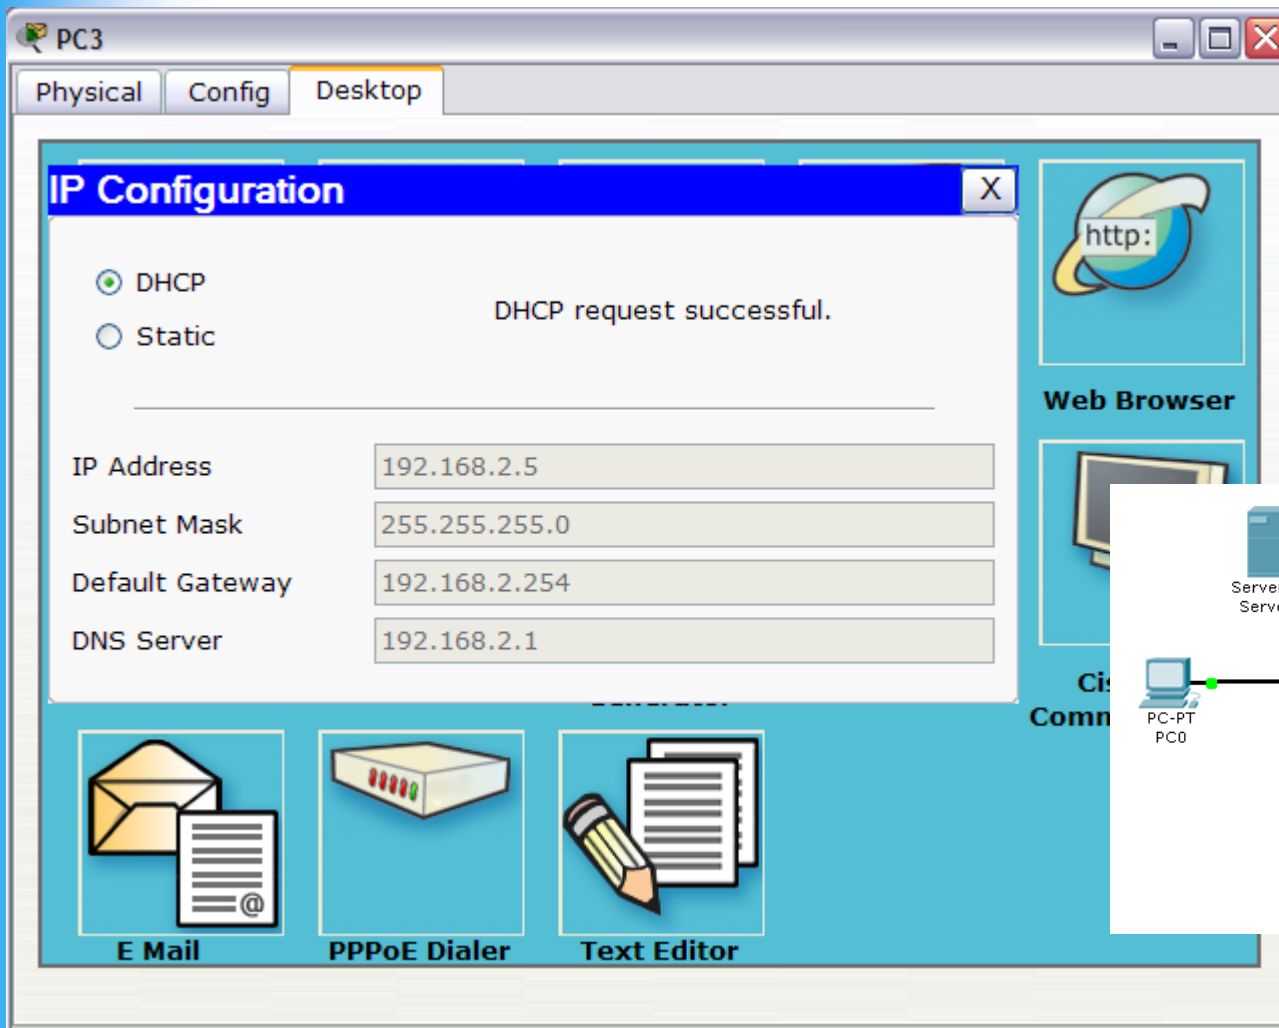 PC3
Physical Config Desktop
IP Configuration X
DHCP
DHCP request successful.
Static
IP Address 192.168.2.5
Subnet Mask 255.255.255.0
Default Gateway 192.168.2.254
DNS Server 192.168.2.1
http:
Web Browser
PC-PT
PC0
E Mail
PPPoE Dialer
Text Editor